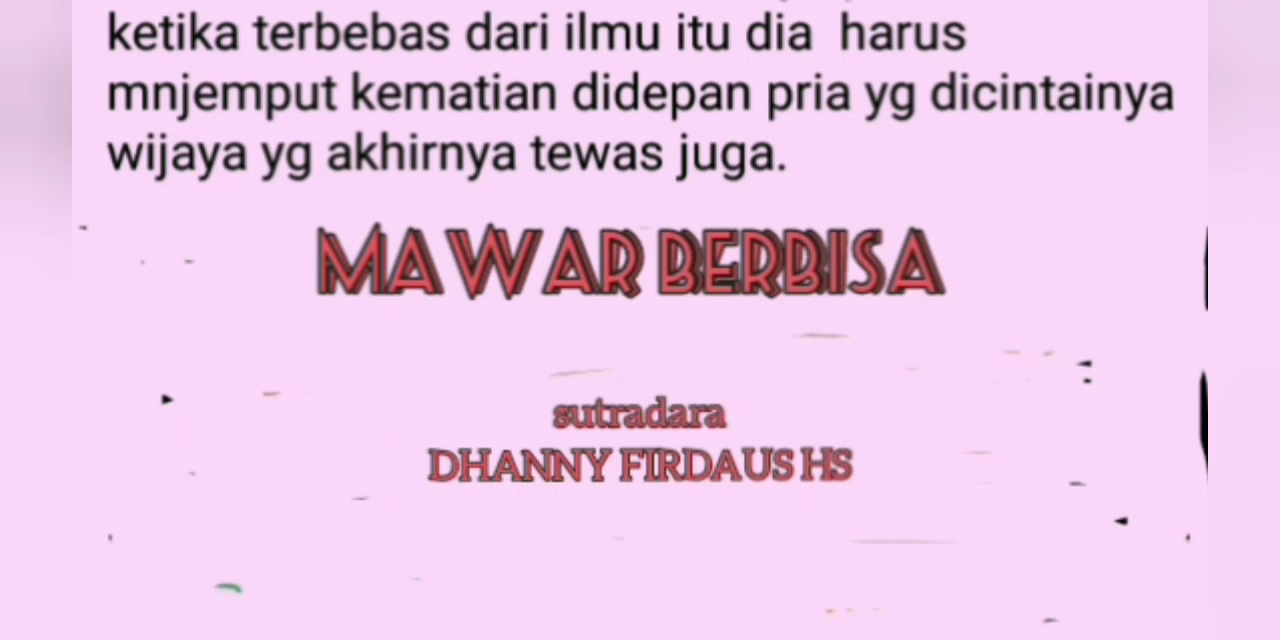 ketika terbebas dari ilmu itu dia  harus
mnjemput kematian didepan pria yg dicintainya
wijaya yg akhirnya tewas juga.
MAWAR BERBISA
sutradara
DHANNY FIRDAUS HS